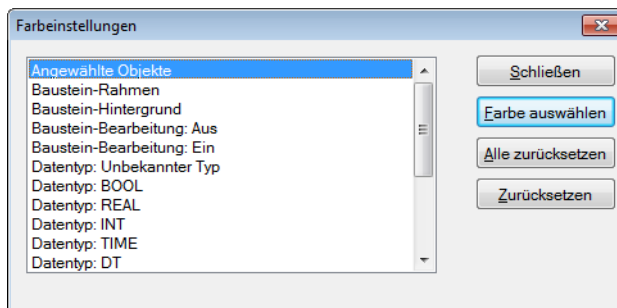 Farbeinstellungen
Angewählte Objekte
Baustein-Rahmen
Baustein-Hintergrund
Baustein-Bearbeitung: Aus
Baustein-Bearbeitung: Ein
Datentyp: Unbekannter Typ
Datentyp: BOOL
Datentyp: REAL
Datentyp: INT
Datentyp: TIME
Datentyp: DT
Schließen
Farbe auswählen
Alle zurücksetzen
Zurücksetzen